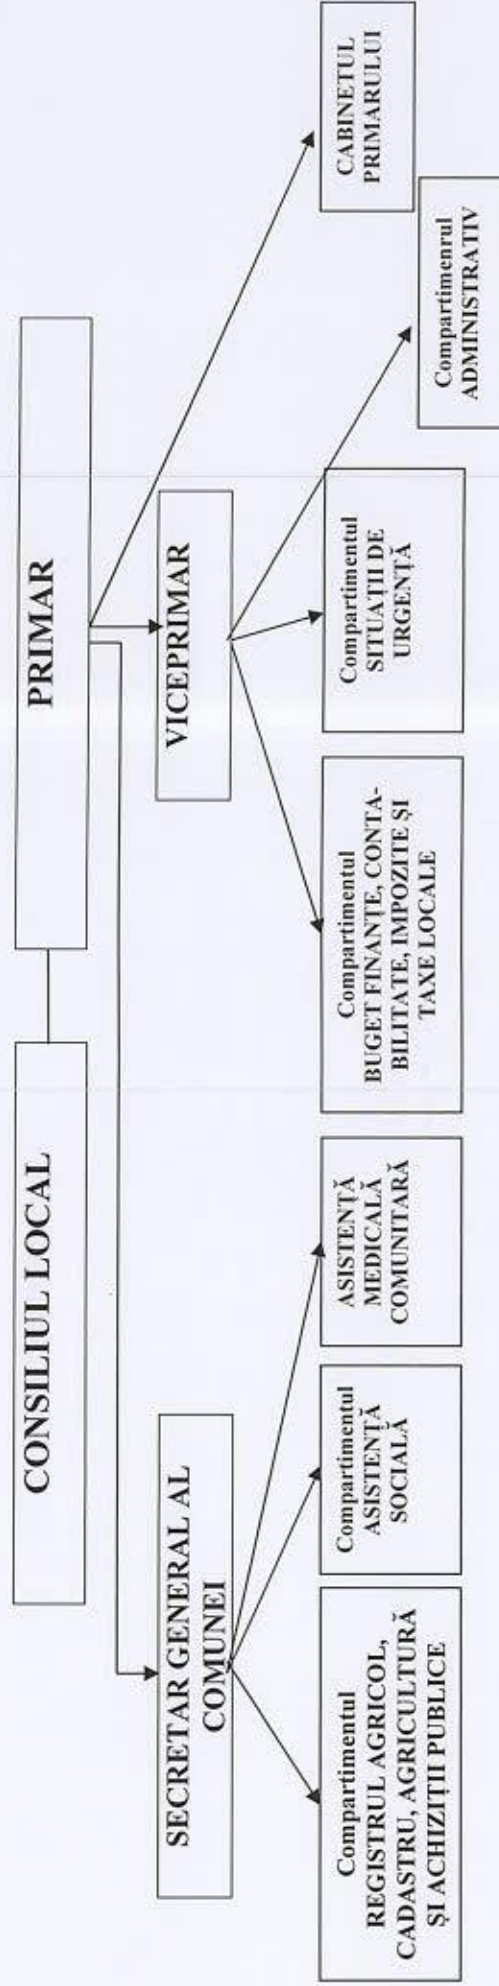 CONSILIUL LOCAL
PRIMAR
SECRETAR GENERAL AL
COMUNEI
VICEPRIMAR
Compartimentul
REGISTRUL AGRICOL,
CADASTRU, AGRICULTURĂ
ȘI ACHIZIȚII PUBLICE
Compartimentul
ASISTENȚĂ
SOCIALĂ
ASISTENȚĂ
MEDICALĂ
COMUNITARĂ
Compartimentul
BUGET FINANȚE, CONTA-
BILITATE, IMPOZITE ȘI
TAXE LOCALE
Compartimentul
SITUAȚII DE
URGENȚĂ
CABINETUL
PRIMARULUI
Compartimenrul
ADMINISTRATIV